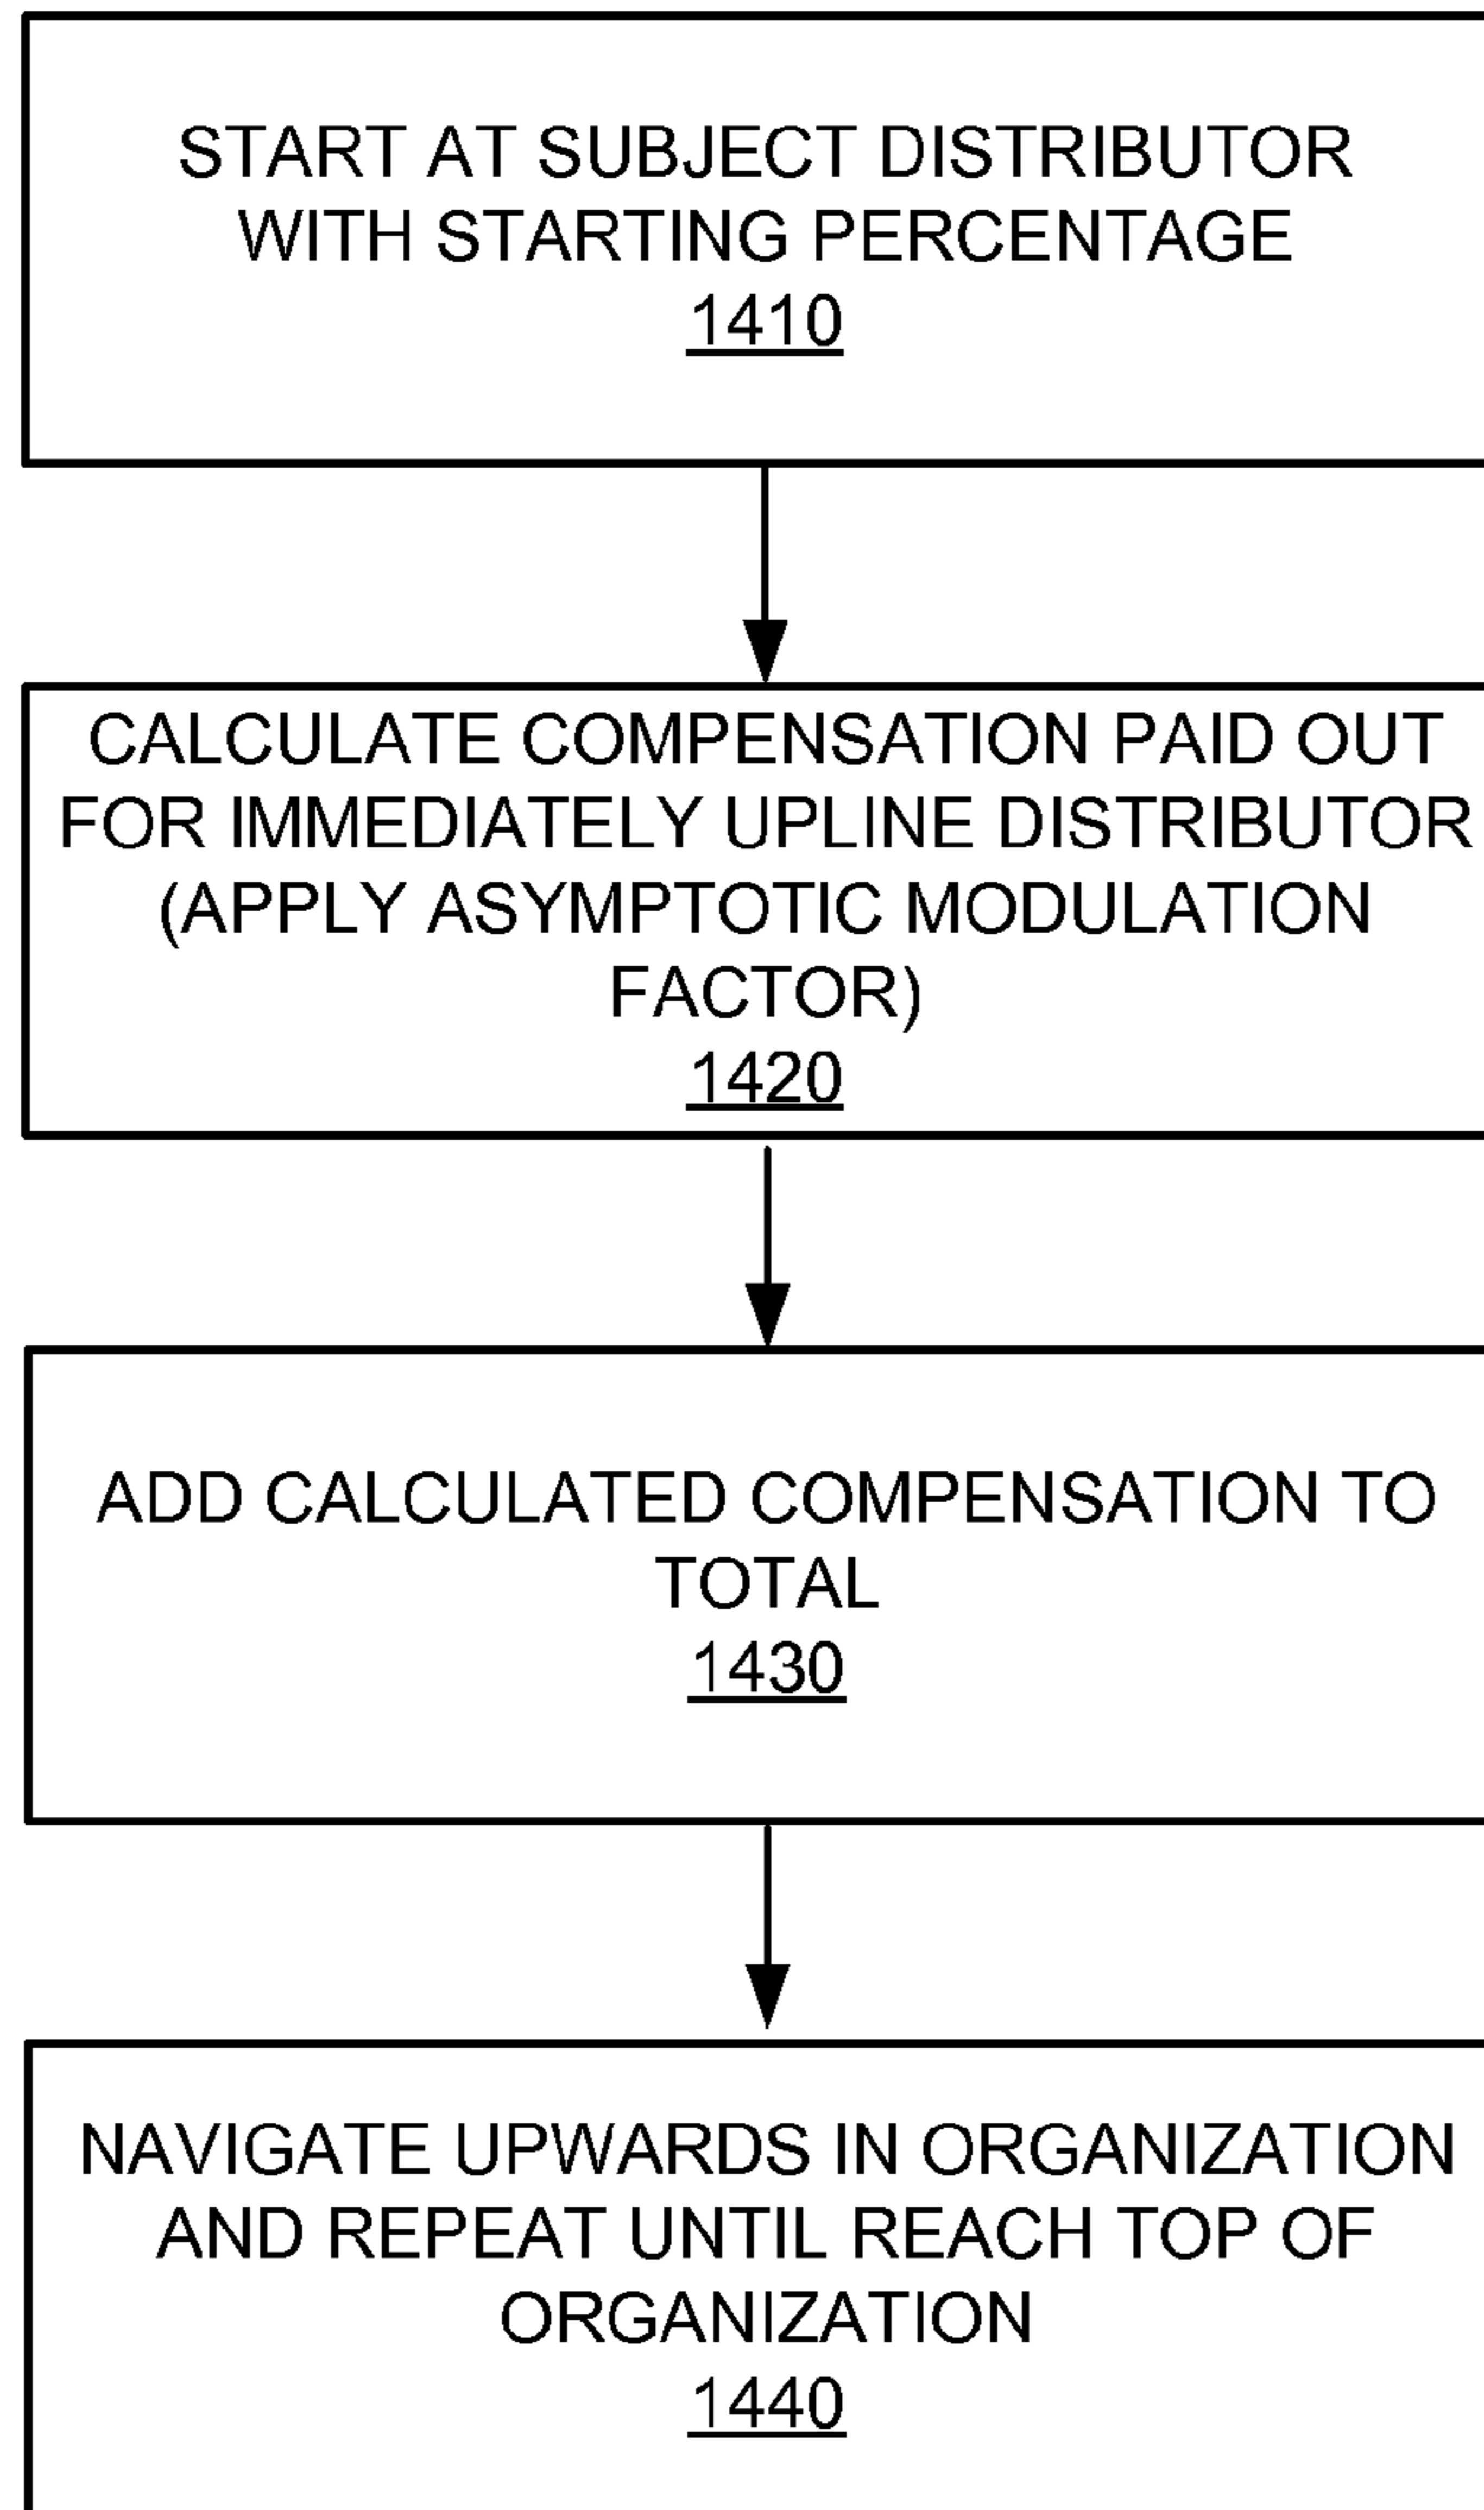 START AT SUBJECT DISTRIBUTOR
WITH STARTING PERCENTAGE
1410
CALCULATE COMPENSATION PAID OUT
FOR IMMEDIATELY UPLINE DISTRIBUTOR
(APPLY ASYMPTOTIC MODULATION
FACTOR)
1420
ADD CALCULATED COMPENSATION TO
TOTAL
1430
NAVIGATE UPWARDS IN ORGANIZATION
AND REPEAT UNTIL REACH TOP OF
ORGANIZATION
1440